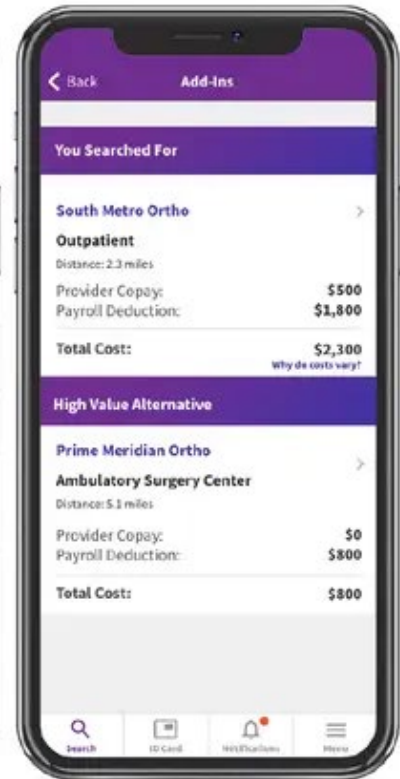 Back
Add-Ins
You Searched For
South Metro Ortho
Outpatient
Distance: 2.3 miles
Provider Copay: $500
Payroll Deduction: $1,800
Total Cost: $2,300
Why do costs vary?
High Value Alternative
Prime Meridian Ortho
Ambulatory Surgery Center
Distance: 5.1 miles
Provider Copay: $0
Payroll Deduction: $800
Total Cost: $800
Search
ID Card
Notifications
Menu